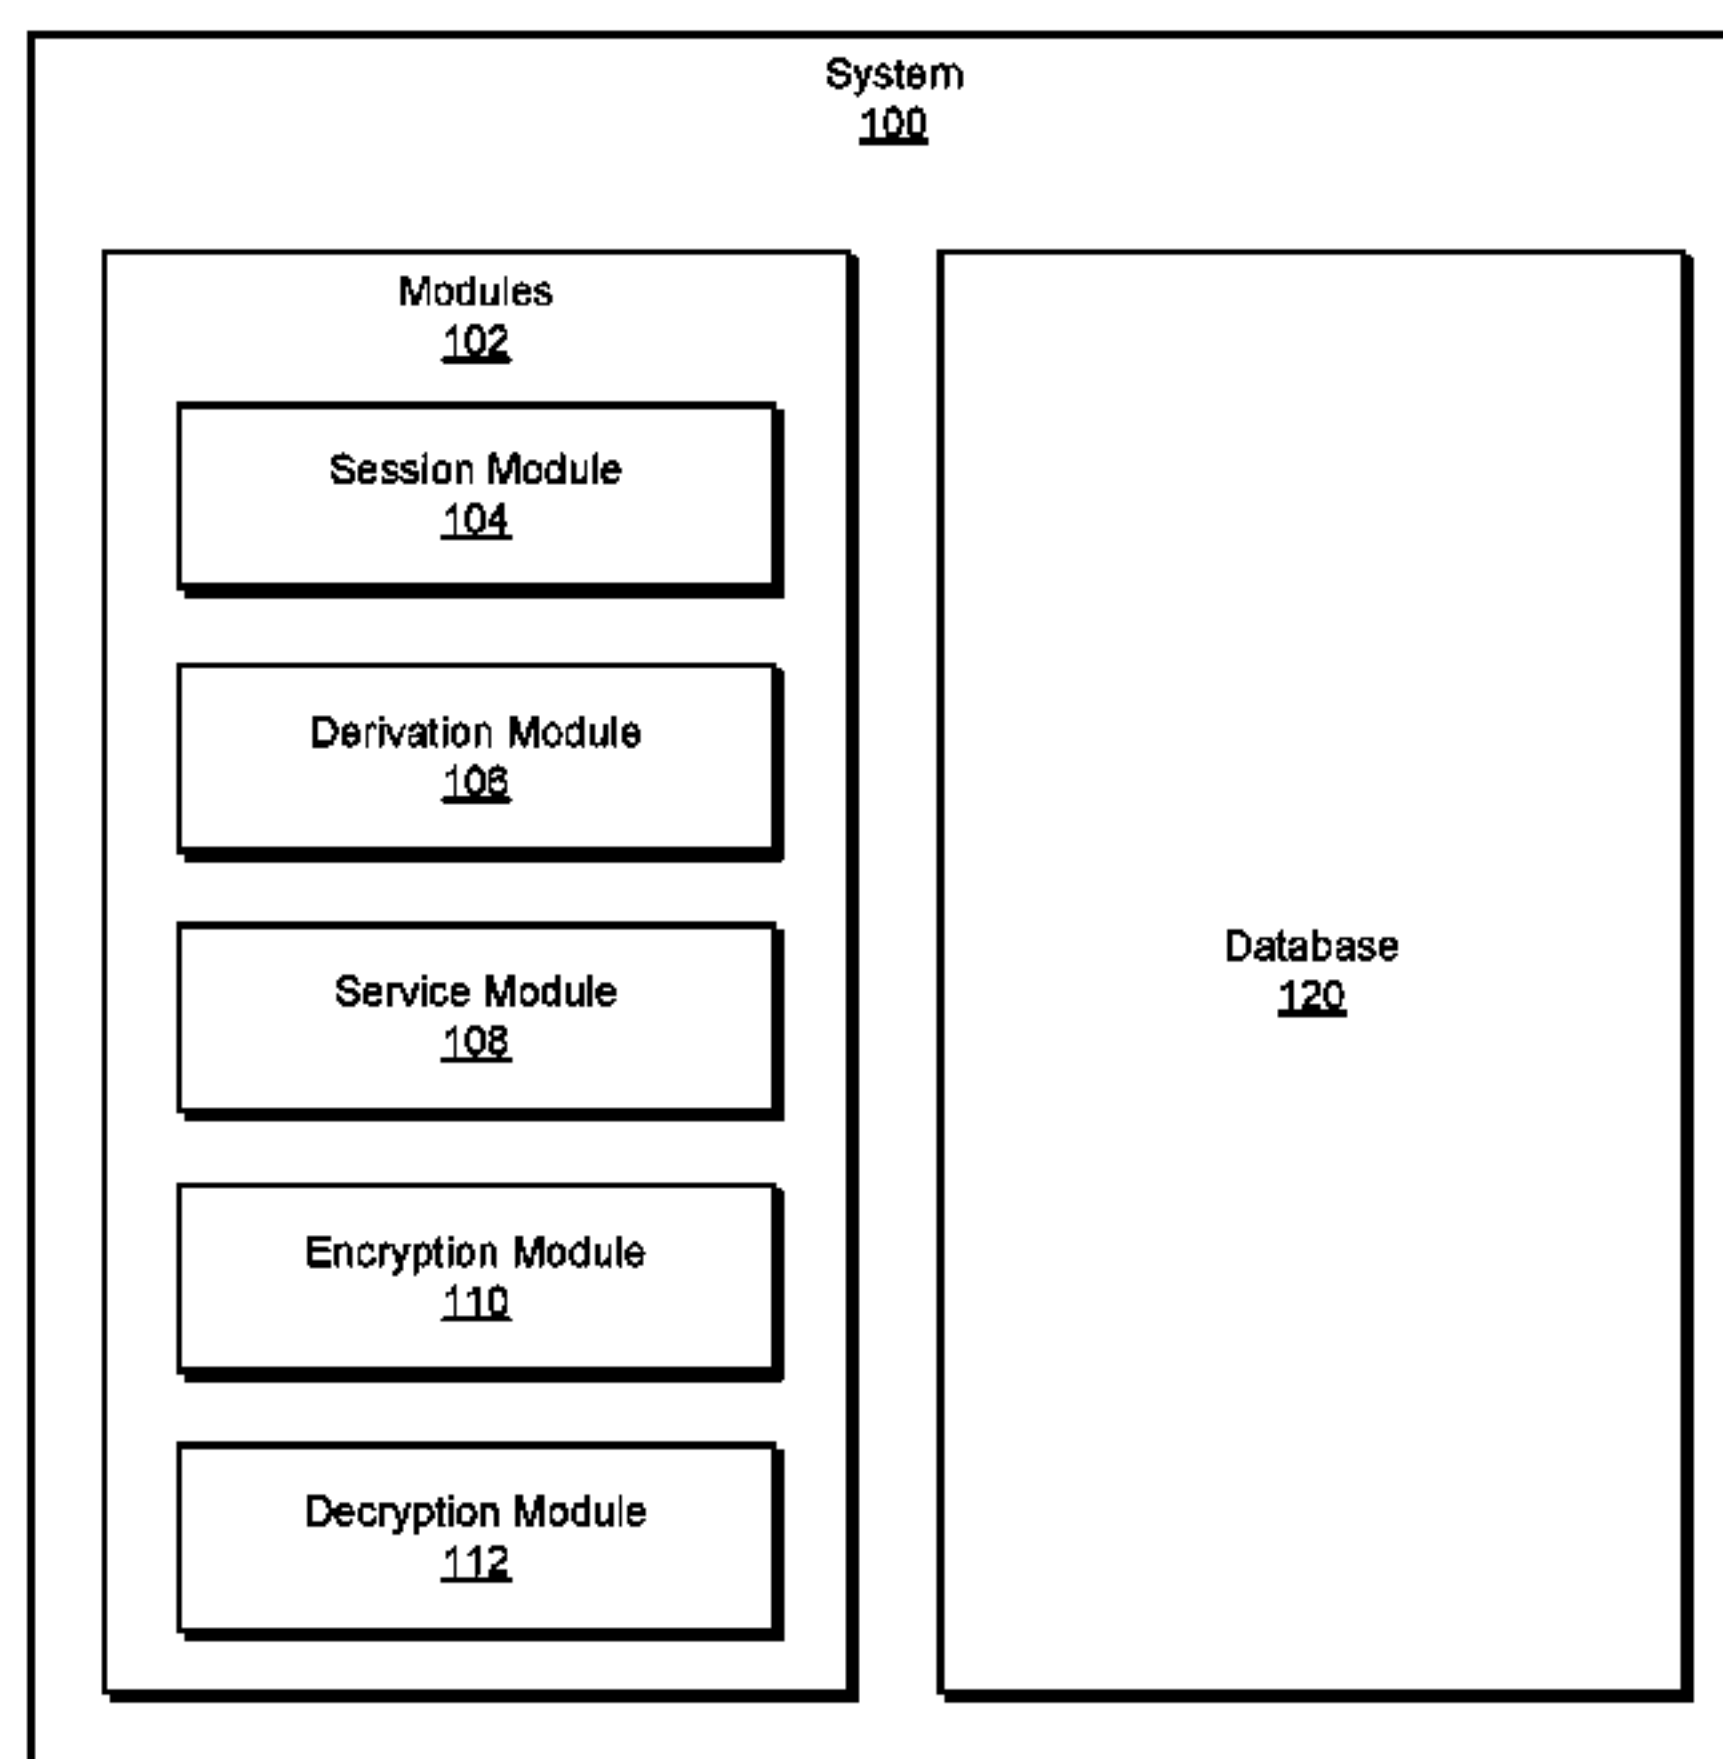 System
100
Modules
102
Session Module
104
Derivation Module
106
Service Module
108
Encryption Module
110
Decryption Module
112
Database
120